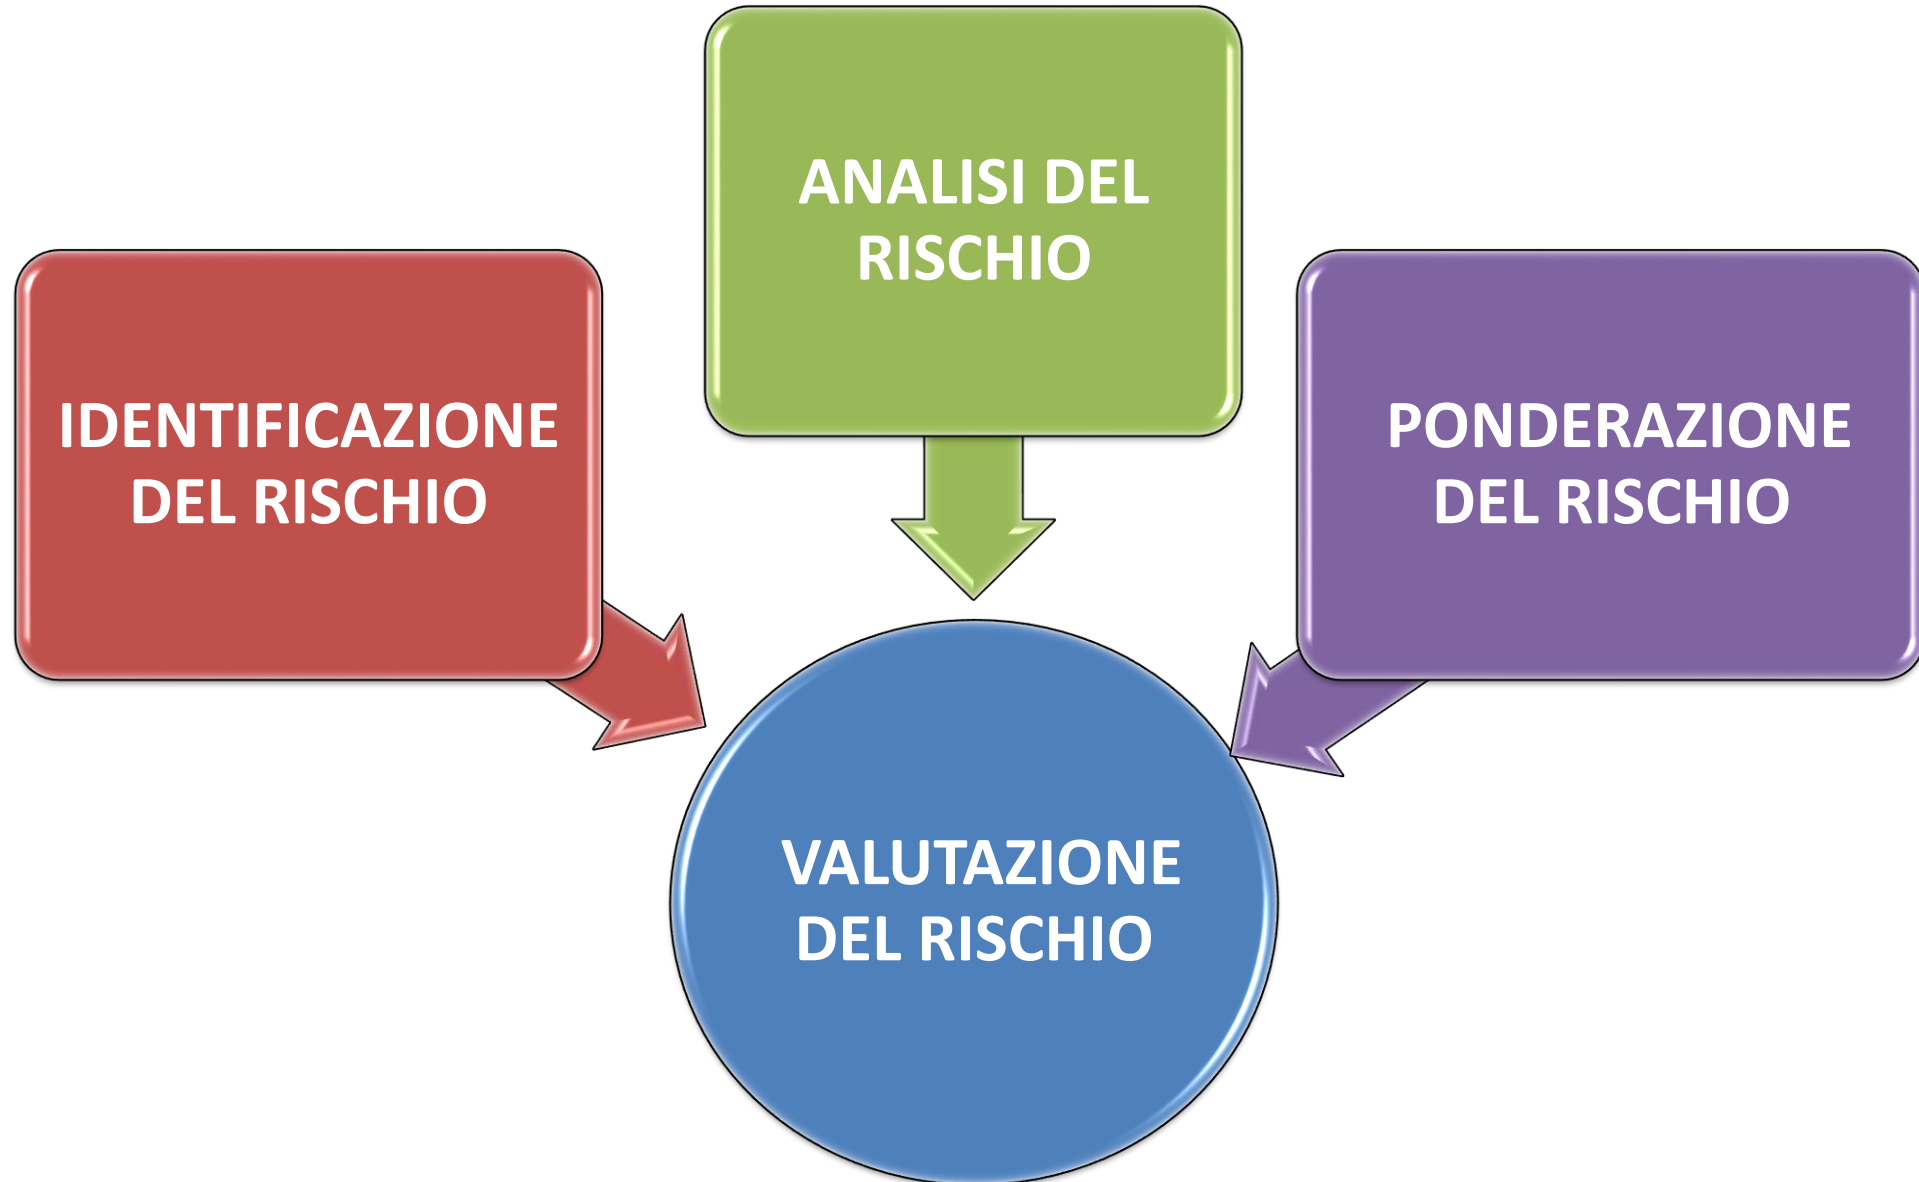 ANALISI DEL
RISCHIO
IDENTIFICAZIONE
DEL RISCHIO
PONDERAZIONE
DEL RISCHIO
VALUTAZIONE
DEL RISCHIO